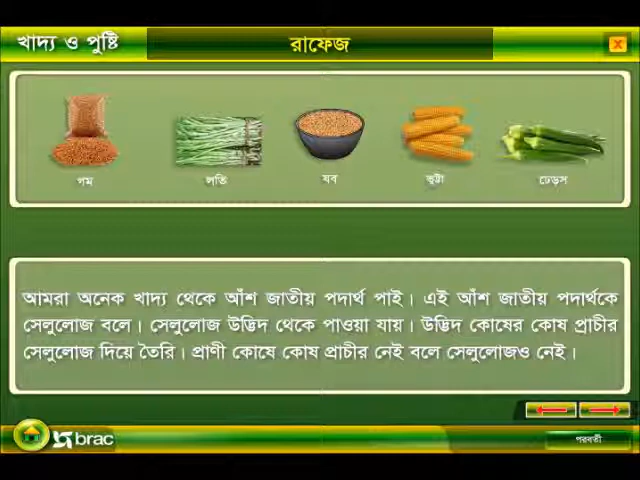 খাদ্য ও পুষ্টি
রাফেজ
গম
লতি
যব
ভুট্টা
ঢেড়স
আমরা অনেক খাদ্য থেকে আঁশ জাতীয় পদার্থ পাই। এই আঁশ জাতীয় পদার্থকে
সেলুলোজ বলে। সেলুলোজ উদ্ভিদ থেকে পাওয়া যায়। উদ্ভিদ কোষের কোষ প্রাচীর
সেলুলোজ দিয়ে তৈরি। প্রাণী কোষে কোষ প্রাচীর নেই বলে সেলুলোজও নেই।
brac
পরবর্তী